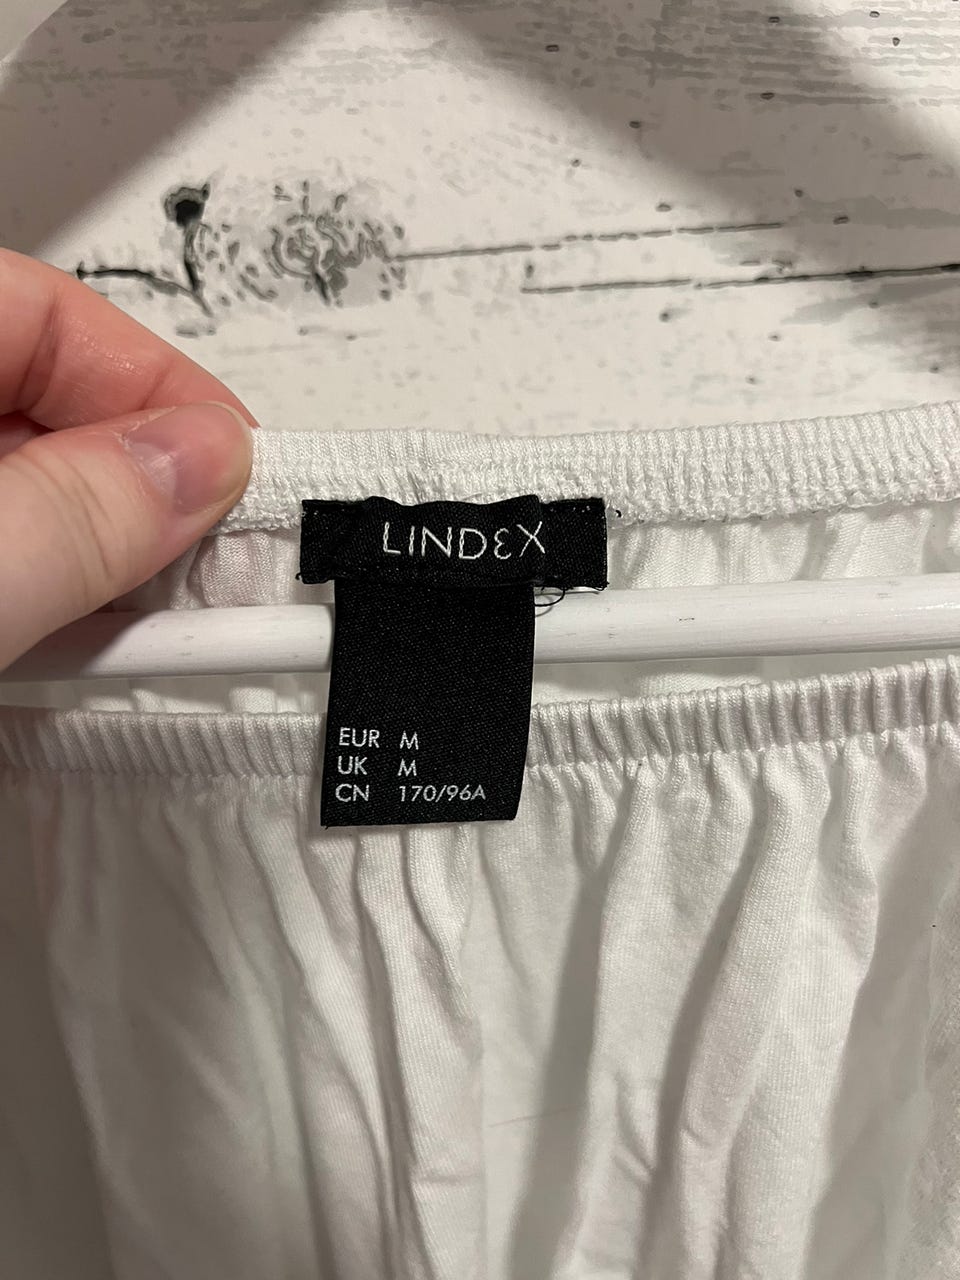 LINDEX
EUR M
UK M
CN 170/96A